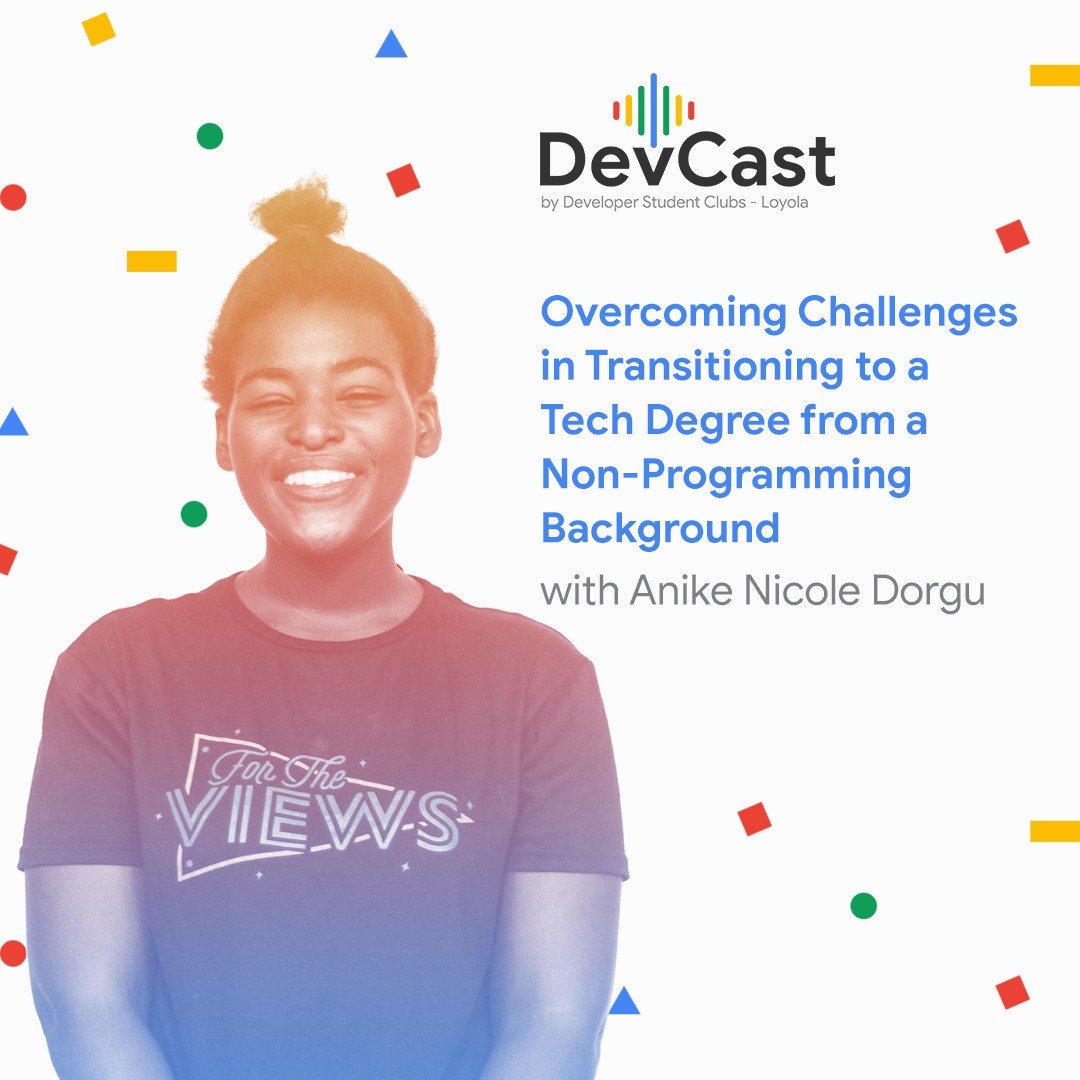 DevCast
by Developer Student Clubs - Loyola
Overcoming Challenges
in Transitioning to a
Tech Degree from a
Non-Programming
Background
with Anike Nicole Dorgu
For The
VIEWS